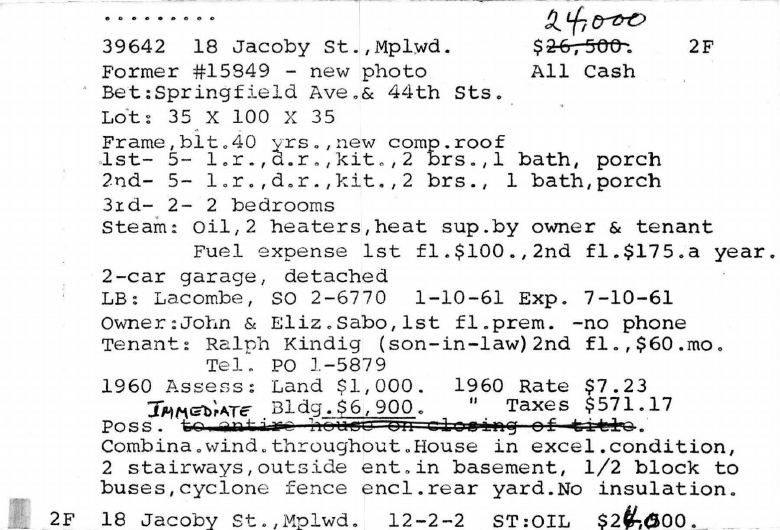 .........
24,000
39642  18 Jacoby St.,Mplwd.  $26,500.  2F
Former #15849 - new photo  All Cash
Bet:Springfield Ave.& 44th Sts.
Lot: 35 X 100 X 35
Frame,blt.40 yrs.,new comp.roof
1st- 5- l.r.,d.r.,kit.,2 brs.,1 bath, porch
2nd- 5- l.r.,d.r.,kit.,2 brs., 1 bath,porch
3rd- 2- 2 bedrooms
Steam: Oil,2 heaters,heat sup.by owner & tenant
Fuel expense 1st fl.$100.,2nd fl.$175.a year.
2-car garage, detached
LB: Lacombe, SO 2-6770  1-10-61 Exp. 7-10-61
Owner:John & Eliz.Sabo,1st fl.prem. -no phone
Tenant: Ralph Kindig (son-in-law)2nd fl.,$60.mo.
Tel. PO 1-5879
1960 Assess: Land $1,000.  1960 Rate $7.23
IMMEDIATE Bldg.$6,900.  "  Taxes $571.17
Poss. to entire house on closing of title.
Combina.wind.throughout.House in excel.condition,
2 stairways,outside ent.in basement, 1/2 block to
buses,cyclone fence encl.rear yard.No insulation.
2F  18 Jacoby St.,Mplwd.  12-2-2  ST:OIL  $24,000.